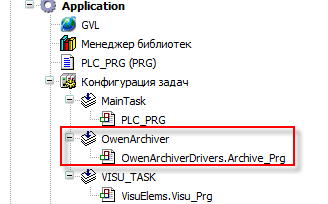 Application
GVL
Менеджер библиотек
PLC_PRG (PRG)
Конфигурация задач
MainTask
PLC_PRG
OwenArchiver
OwenArchiverDrivers.Archive_Prg
VISU_TASK
VisuElems.Visu_Prg